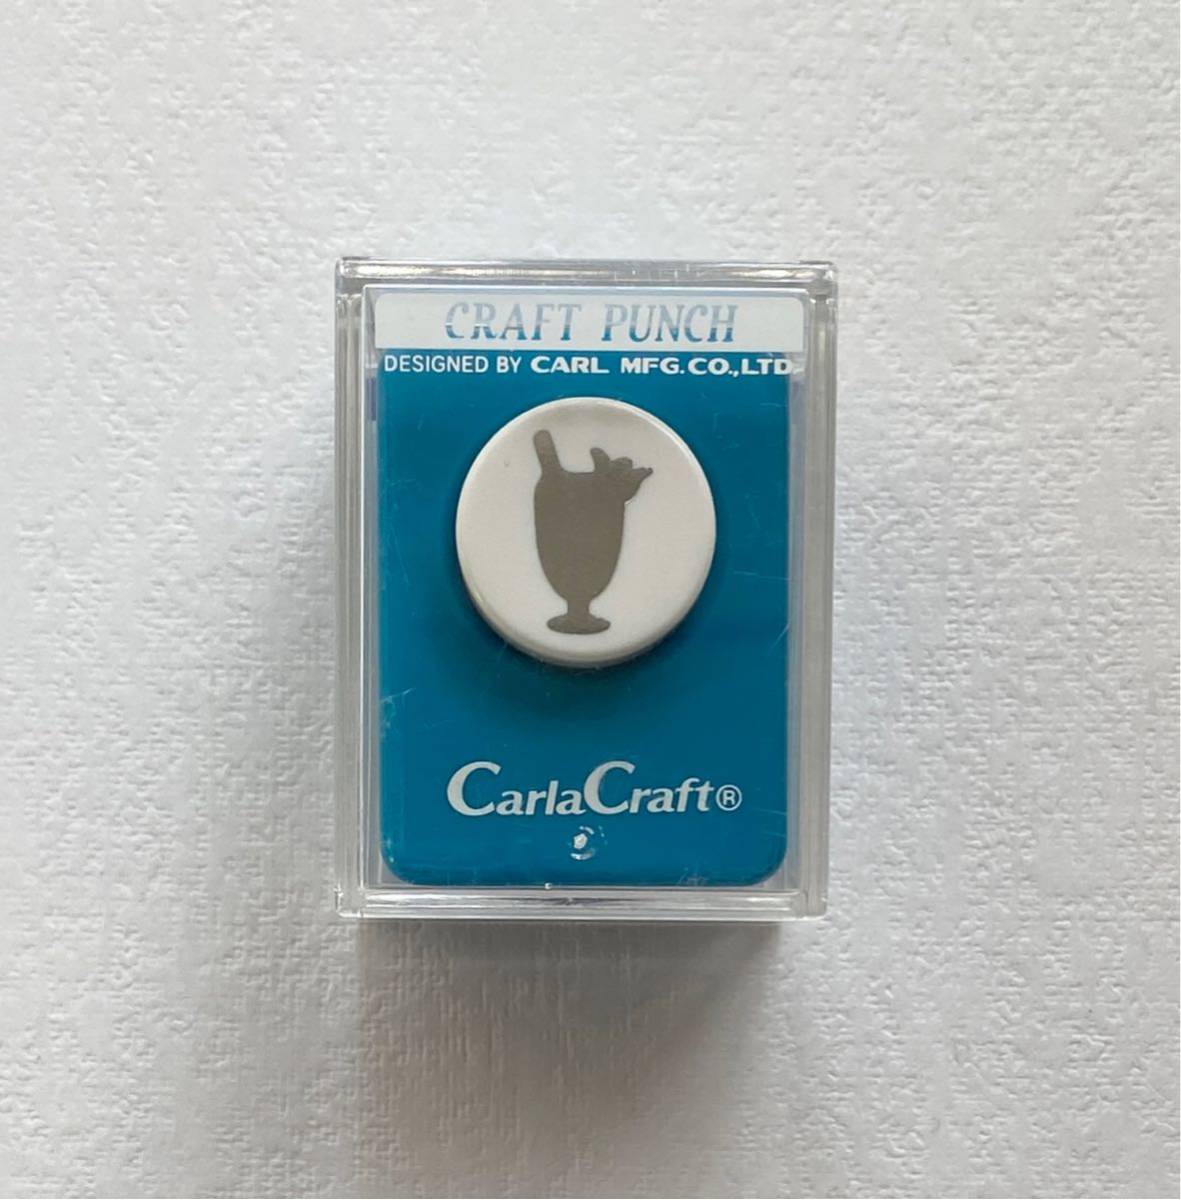 CRAFT PUNCH
DESIGNED BY CARL MFG.CO.,LTD.
CarlaCraft®